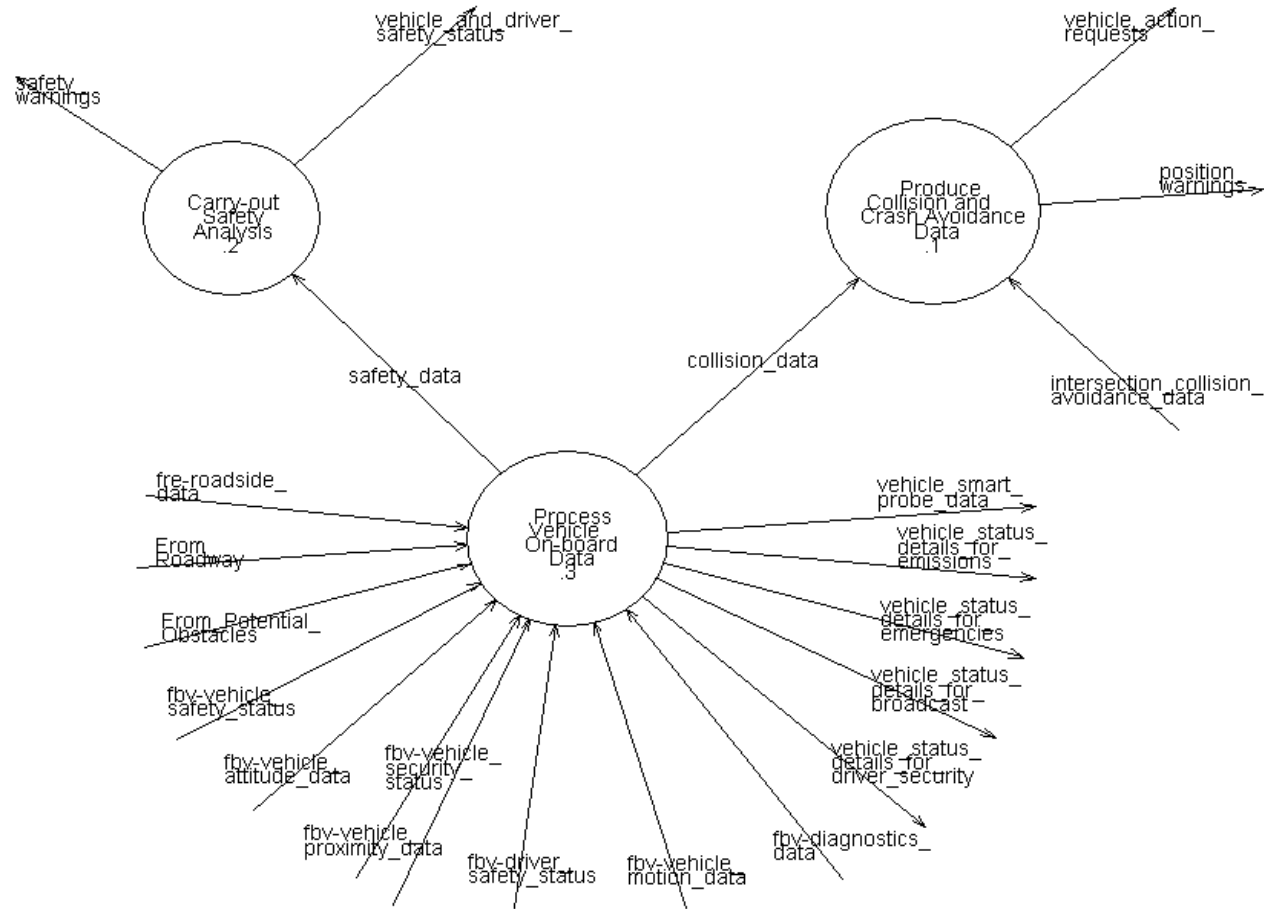 vehicle_and_driver_
safety_status
vehicle_action_
requests
safety_
warnings
position_
warnings
Carry-out
Safety
Analysis
.2
Produce
Collision and
Crash Avoidance
Data
.1
safety_data
collision_data
intersection_collision_
avoidance_data
fre-roadside_
data
From_
Roadway
From_Potential_
Obstacles
fbv-vehicle_
safety_status
fbv-vehicle_
attitude_data
fbv-vehicle_
security_
status
fbv-vehicle_
proximity_data
fbv-driver_
safety_status
fbv-vehicle_
motion_data
fbv-diagnostics_
data
Process
Vehicle
On-board
Data
.3
vehicle_smart_
probe_data
vehicle_status_
details_for_
emissions
vehicle_status_
details_for_
emergencies
vehicle_status_
details_for_
broadcast
vehicle_status_
details_for_
driver_security